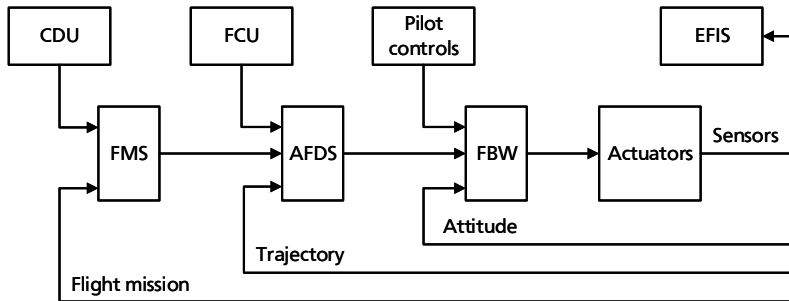 CDU
FCU
Pilot
controls
EFIS
FMS
AFDS
FBW
Actuators
Sensors
Attitude
Trajectory
Flight mission